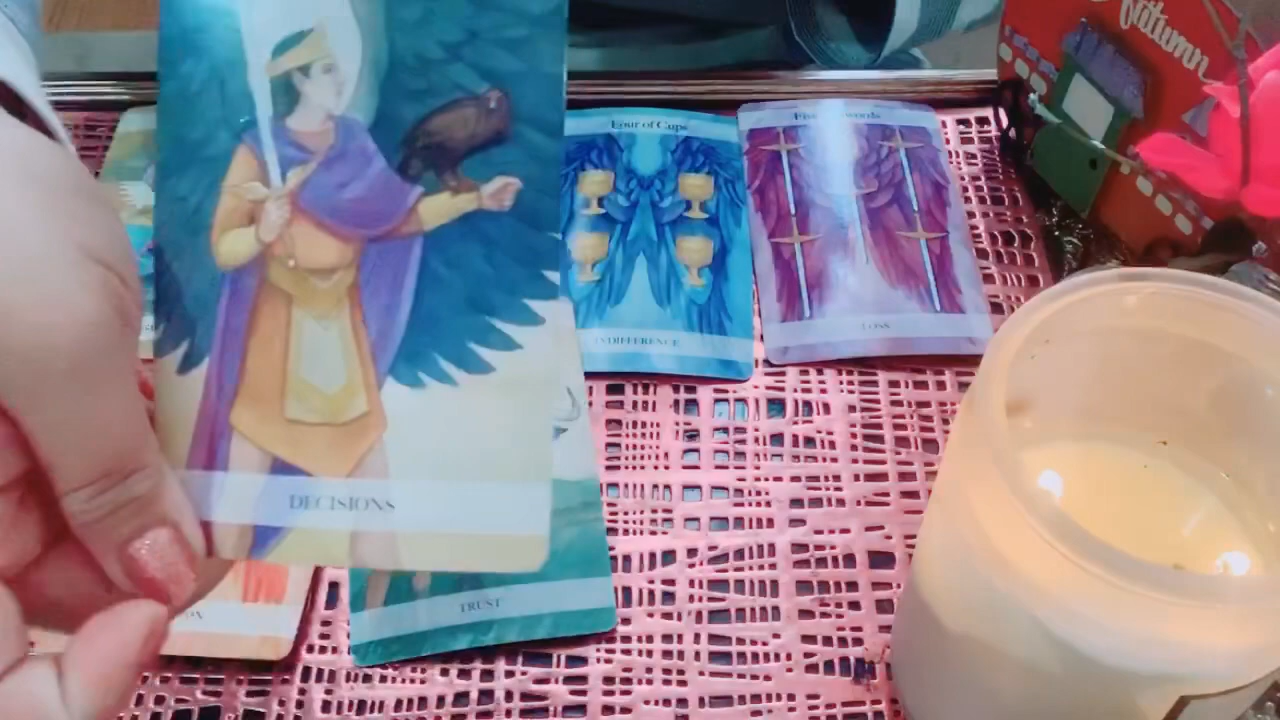 autumn
Four of Cups
Five of Swords
INDIFFERENCE
LOSS
DECISIONS
TRUST